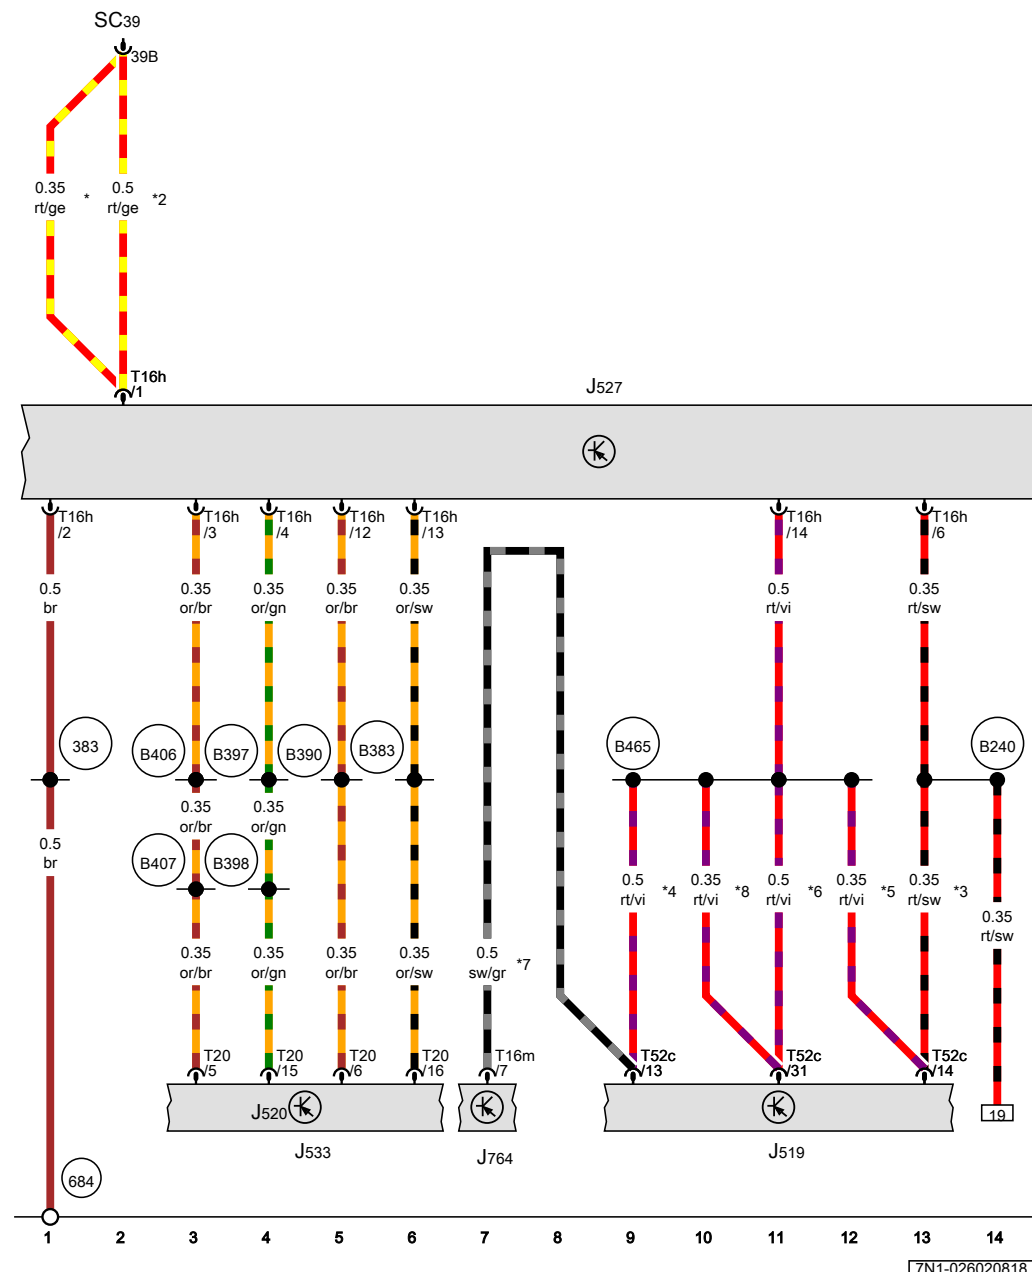 SC39
39B
0.35 * 0.5 *2
rt/ge rt/ge
T16h
/1
J527
T16h T16h T16h T16h T16h T16h T16h
/2 /3 /4 /12 /13 /14 /6
0.5 0.35 0.35 0.35 0.35 0.5 0.35
br or/br or/gn or/br or/sw rt/vi rt/sw
383 B406 B397 B390 B383 B465 B240
0.35 0.35
or/br or/gn
0.5
br
B407 B398
0.5 *4 0.35 *8 0.5 *6 0.35 *5 0.35 *3
rt/vi rt/vi rt/vi rt/vi rt/sw
0.35
rt/sw
0.35 0.35 0.35 0.35 0.5 *7
or/br or/gn or/br or/sw sw/gr
T20 T20 T20 T20 T16m T52c T52c T52c
/5 /15 /6 /16 /7 /13 /31 /14
J520
19
J533 J764 J519
684
1 2 3 4 5 6 7 8 9 10 11 12 13 14
7N1-026020818